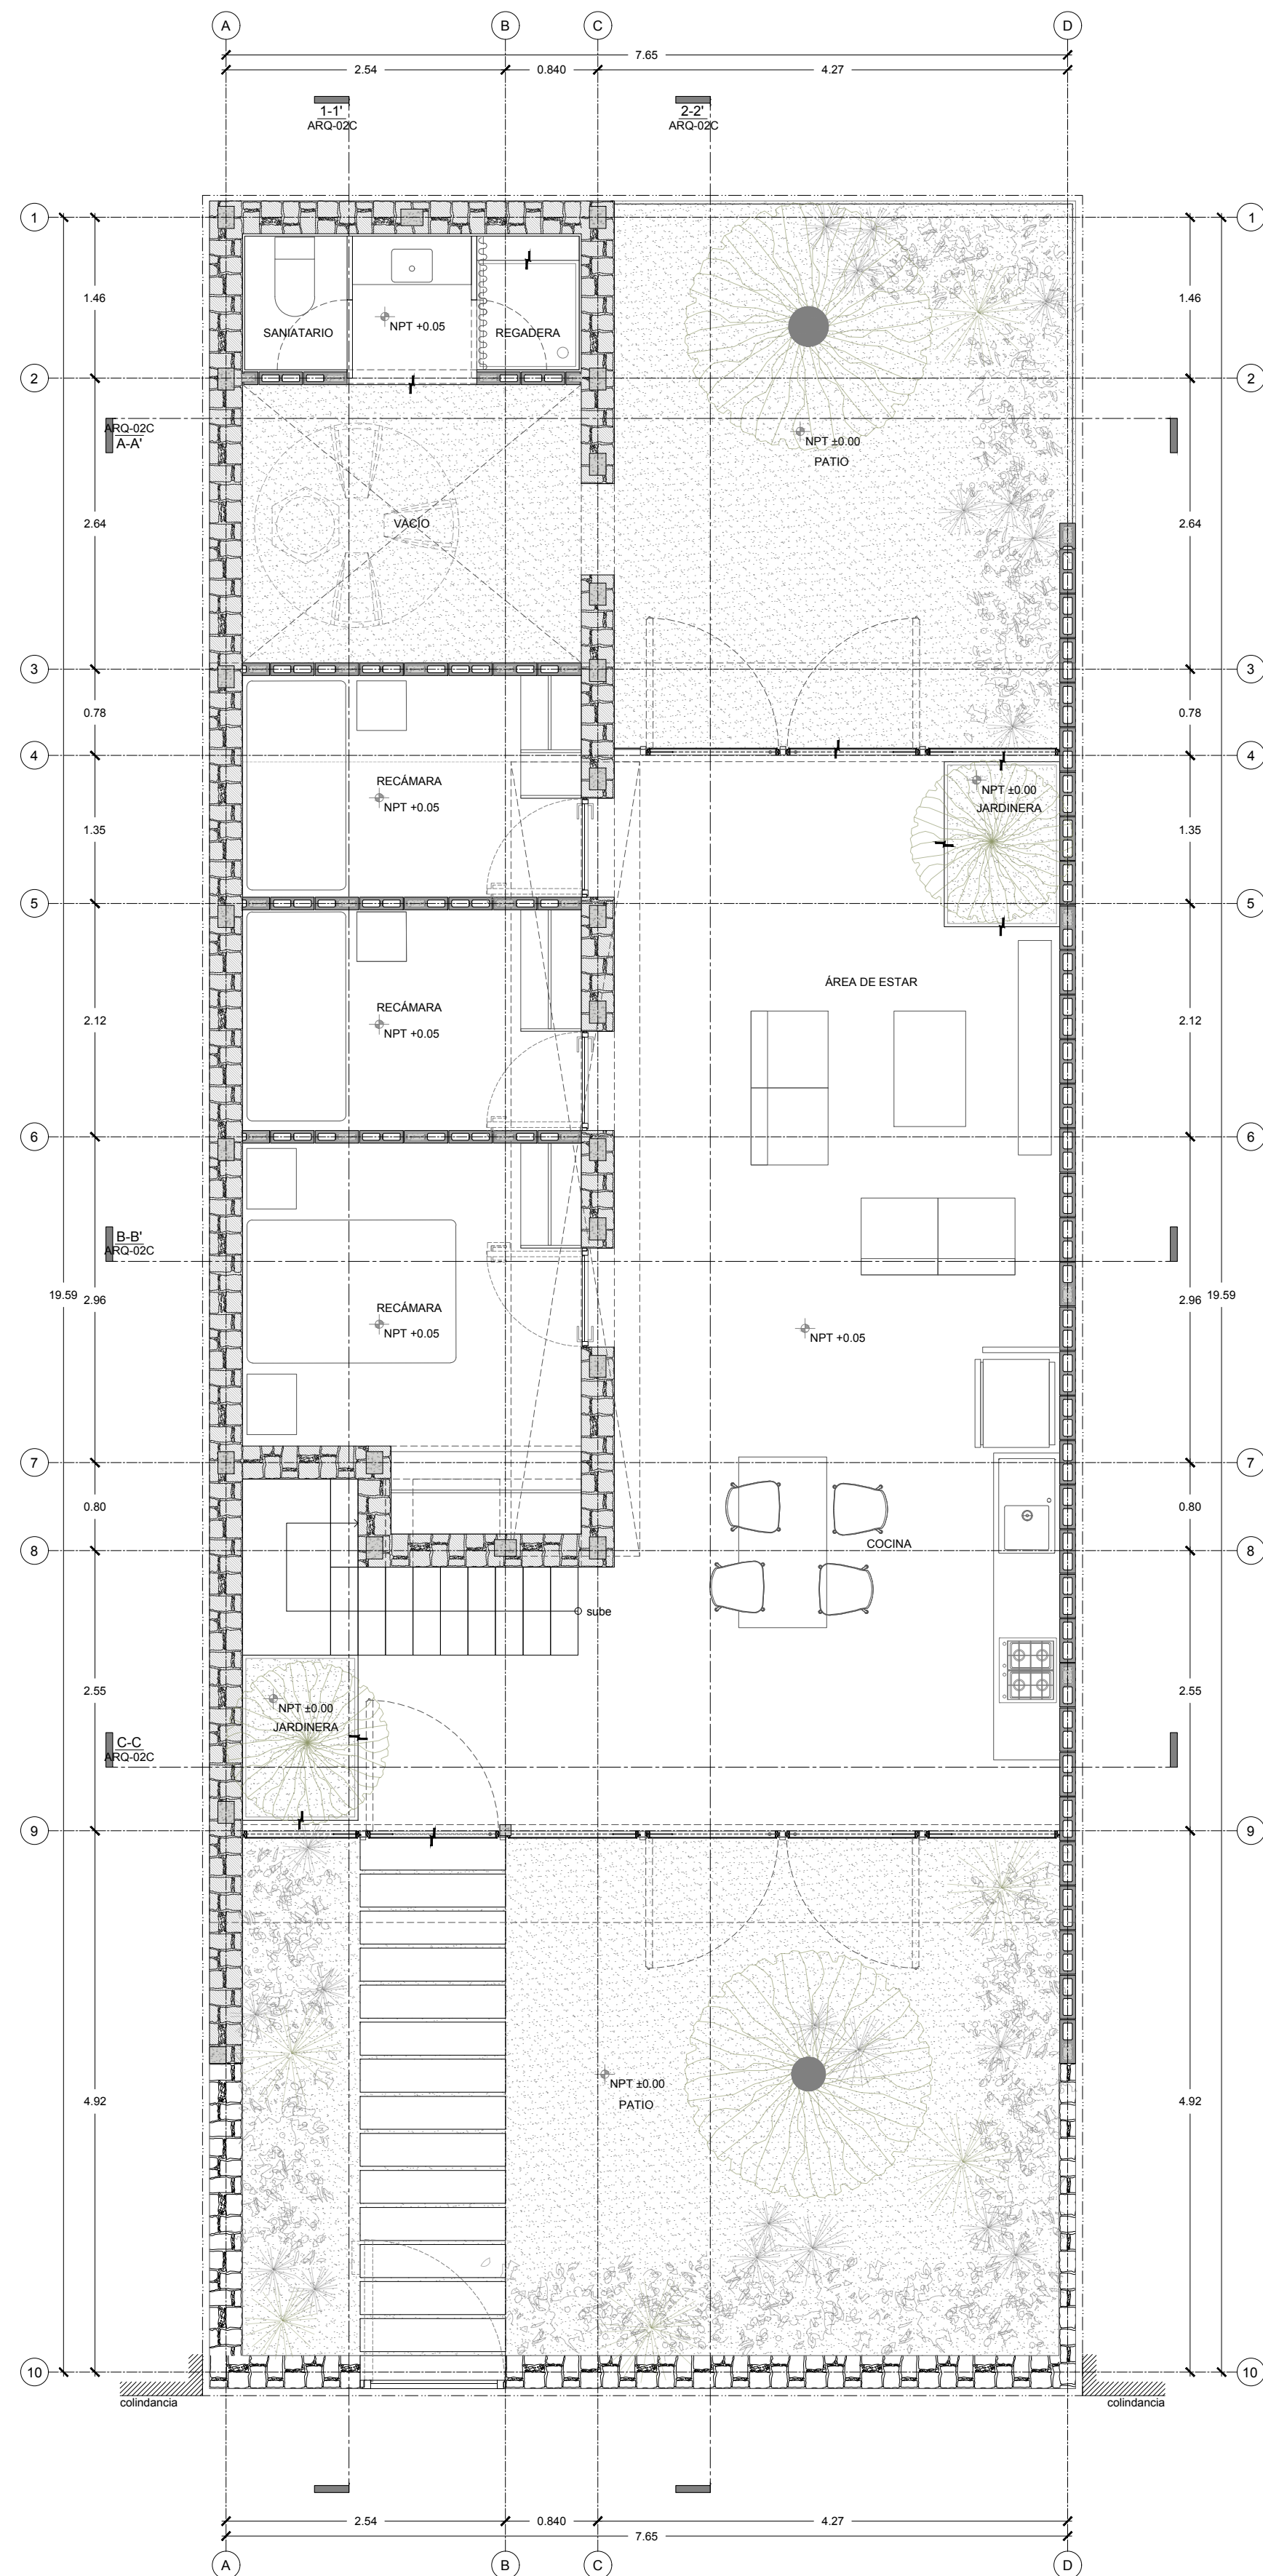 A B C D
7.65
2.54 0.840 4.27
1-1' 2-2'
ARQ-02C ARQ-02C
1 1
1.46 1.46
NPT +0.05
SANIATARIO REGADERA
2 2
ARQ-02C
A-A'
NPT ±0.00
PATIO
2.64 VACÍO 2.64
3 3
0.78 0.78
4 4
RECÁMARA
NPT +0.05
NPT ±0.00
JARDINERA
1.35 1.35
5 5
ÁREA DE ESTAR
RECÁMARA
NPT +0.05
2.12 2.12
6 6
B-B'
ARQ-02C
19.59 2.96 2.96 19.59
RECÁMARA
NPT +0.05
NPT +0.05
7 7
0.80 0.80
8 8
COCINA
sube
2.55 2.55
NPT ±0.00
JARDINERA
C-C
ARQ-02C
9 9
NPT ±0.00
PATIO
4.92 4.92
10 10
colindancia colindancia
2.54 0.840 4.27
7.65
A B C D